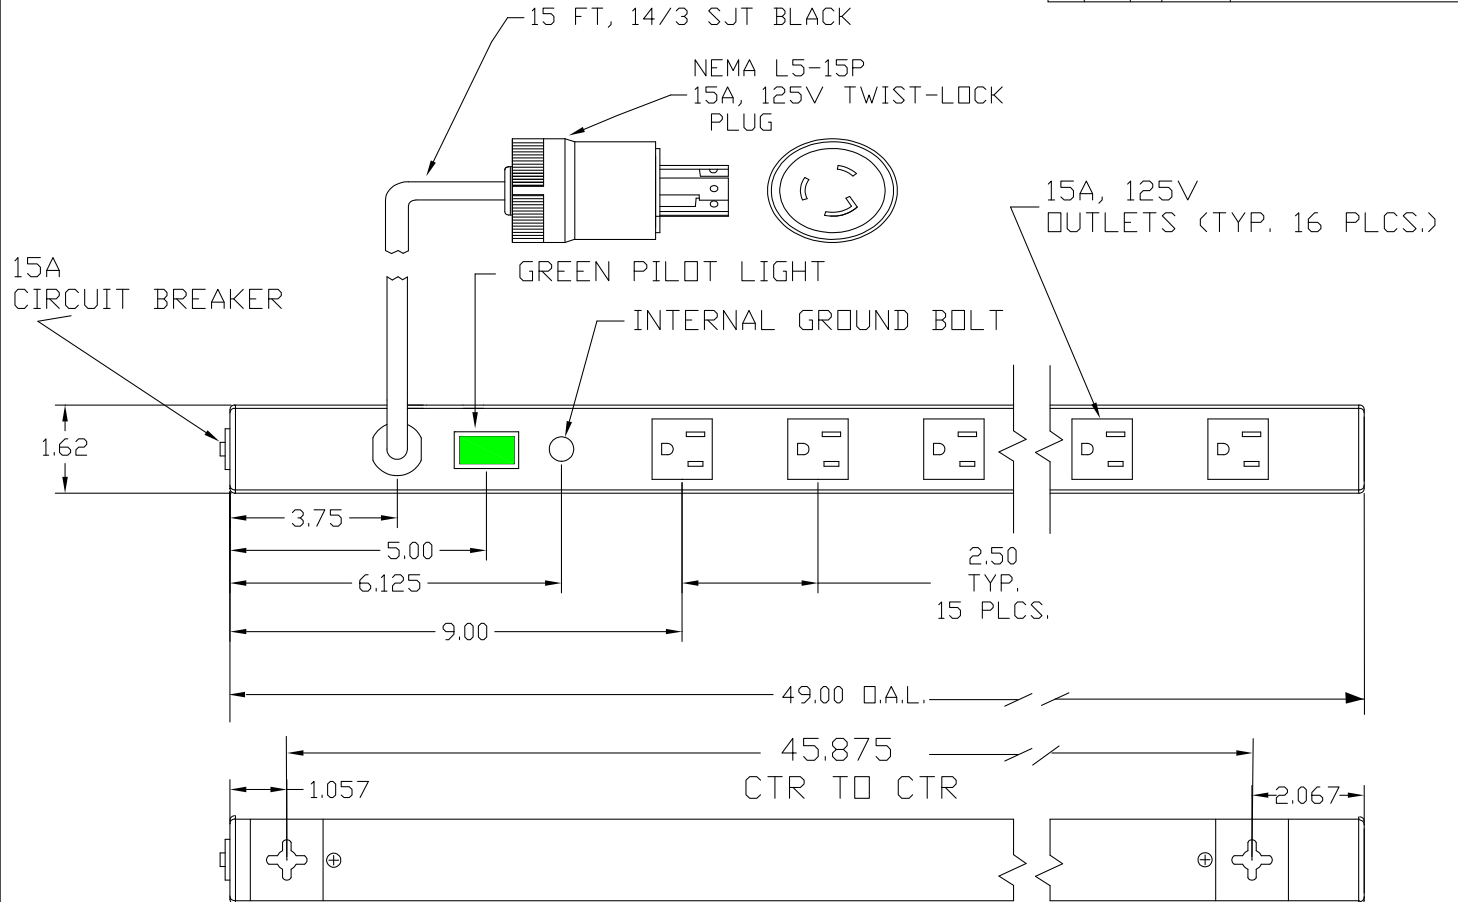 15 FT, 14/3 SJT BLACK
NEMA L5-15P
15A, 125V TWIST-LOCK
PLUG
15A, 125V
OUTLETS (TYP. 16 PLCS.)
15A
CIRCUIT BREAKER
GREEN PILOT LIGHT
INTERNAL GROUND BOLT
1.62
3.75
5.00
6.125
2.50
TYP.
15 PLCS.
9.00
49.00 O.A.L.
45.875
CTR TO CTR
1.057
2.067